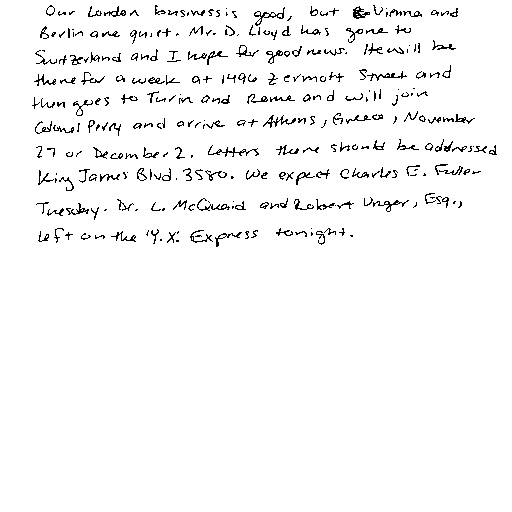 Our London business is good, but Vienna and
Berlin are quiet. Mr. D. Lloyd has gone to
Switzerland and I hope for good news. He will be
there for a week at 1496 Zermott Street and
then goes to Turin and Rome and will join
Colonel Perry and arrive at Athens, Greece, November
27 or December 2. Letters there should be addressed
King James Blvd. 3580. We expect Charles E. Fuller
Tuesday. Dr. L. McQuaid and Robert Unger, Esq.,
left on the 'Y.X.' Express tonight.